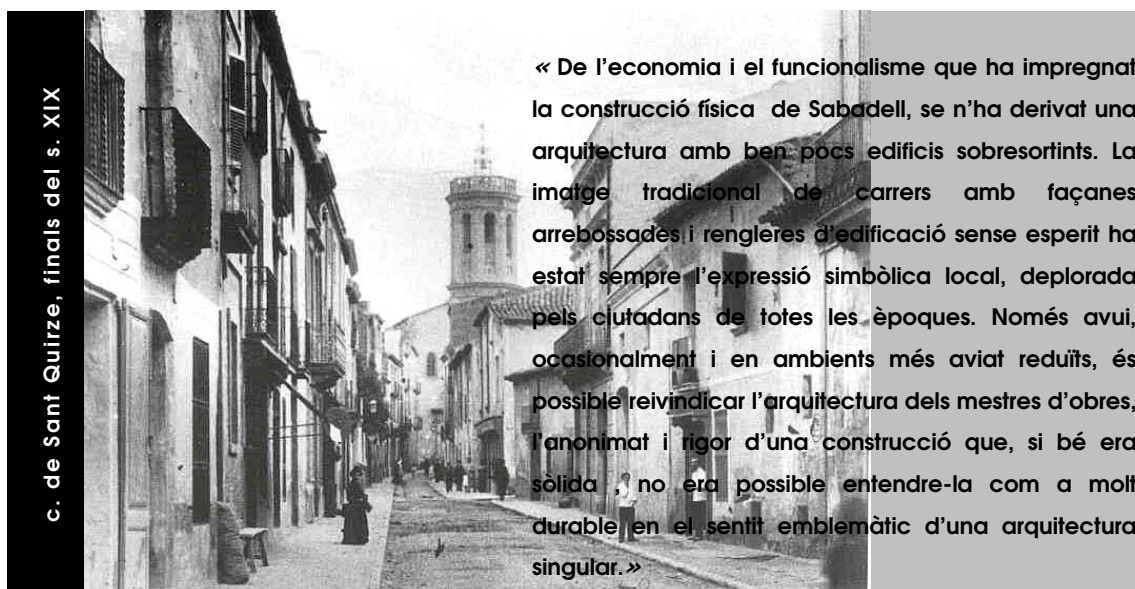 c. de Sant Quirze, finals del s. XIX
« De l’economia i el funcionalisme que ha impregnat
la construcció física de Sabadell, se n’ha derivat una
arquitectura amb ben pocs edificis sobresortints. La
imatge tradicional de carrers amb façanes
arrebossades i rengleres d’edificació sense esperit ha
estat sempre l’expressió simbòlica local, deplorada
pels ciutadans de totes les èpoques. Només avui,
ocasionalment i en ambients més aviat reduïts, és
possible reivindicar l’arquitectura dels mestres d’obres,
l’anonimat i rigor d’una construcció que, si bé era
sòlida , no era possible entendre-la com a molt
durable en el sentit emblemàtic d’una arquitectura
singular.»